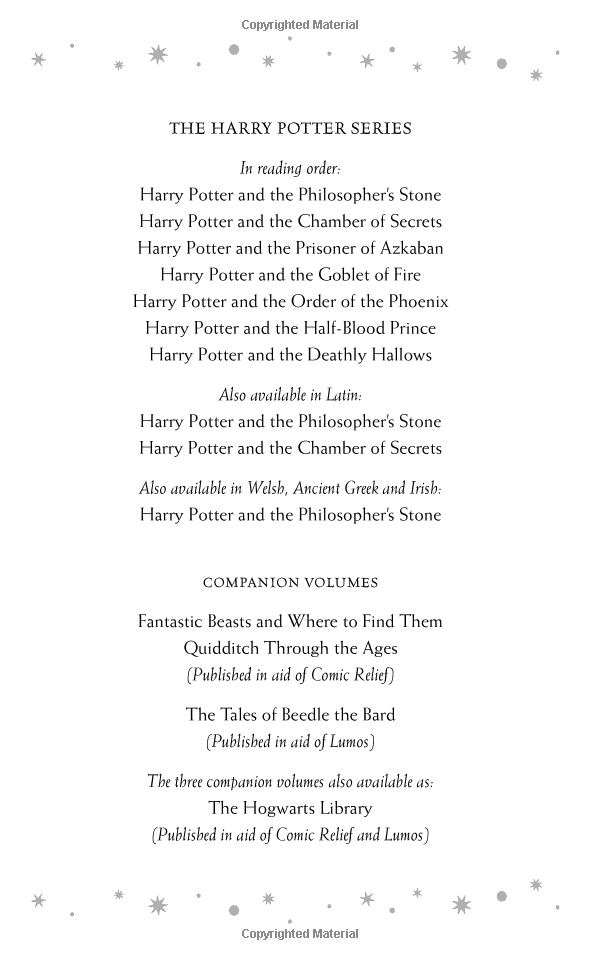 Copyrighted Material
THE HARRY POTTER SERIES
In reading order:
Harry Potter and the Philosopher's Stone
Harry Potter and the Chamber of Secrets
Harry Potter and the Prisoner of Azkaban
Harry Potter and the Goblet of Fire
Harry Potter and the Order of the Phoenix
Harry Potter and the Half-Blood Prince
Harry Potter and the Deathly Hallows
Also available in Latin:
Harry Potter and the Philosopher's Stone
Harry Potter and the Chamber of Secrets
Also available in Welsh, Ancient Greek and Irish:
Harry Potter and the Philosopher's Stone
COMPANION VOLUMES
Fantastic Beasts and Where to Find Them
Quidditch Through the Ages
(Published in aid of Comic Relief)
The Tales of Beedle the Bard
(Published in aid of Lumos)
The three companion volumes also available as:
The Hogwarts Library
(Published in aid of Comic Relief and Lumos)
Copyrighted Material